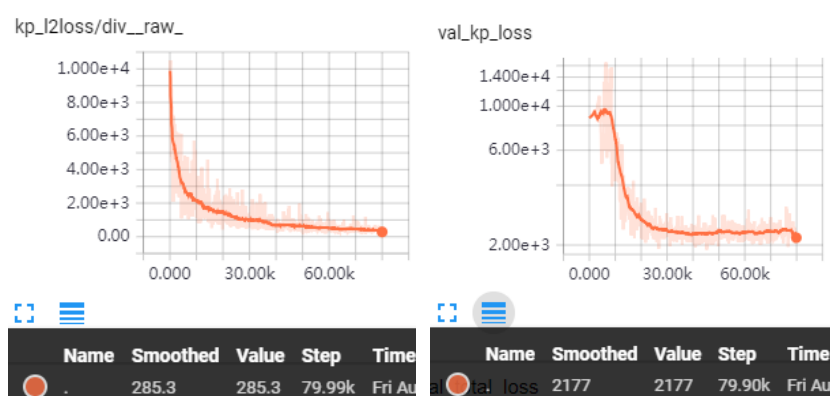 kp_l2loss/div__raw_
1.000e+4
8.00e+3
6.00e+3
4.00e+3
2.00e+3
0.00
0.000 30.00k 60.00k
Name Smoothed Value Step Time
. 285.3 285.3 79.99k Fri Au
val_kp_loss
1.400e+4
1.000e+4
6.00e+3
2.00e+3
0.000 30.00k 60.00k
Name Smoothed Value Step Time
2177 2177 79.90k Fri Au
loss